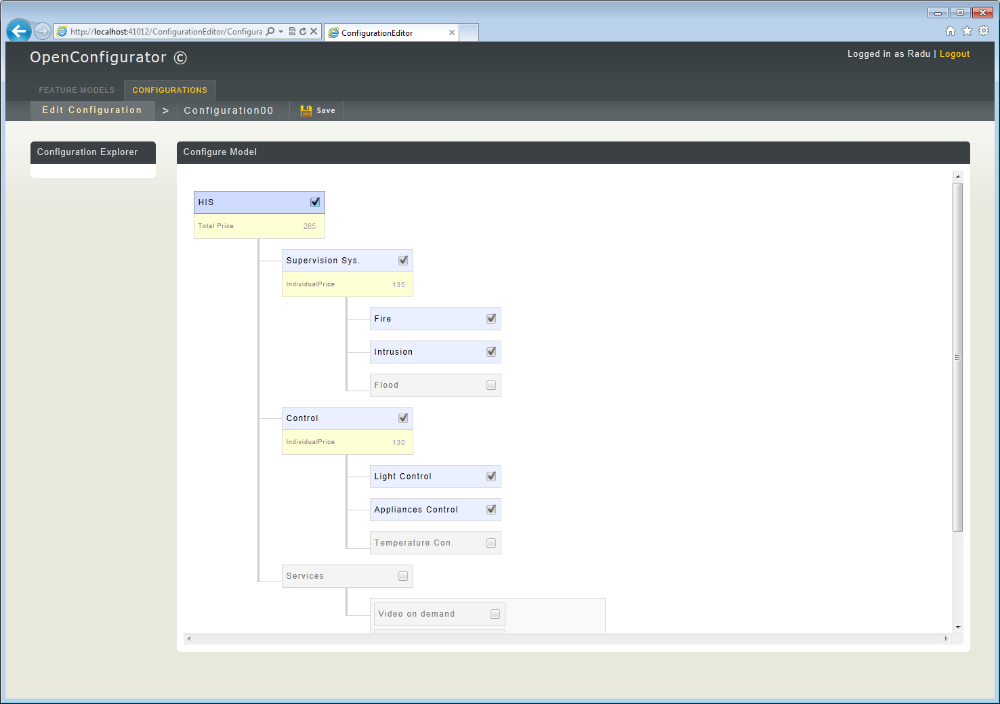 http://localhost:41012/ConfigurationEditor/Configura
ConfigurationEditor
OpenConfigurator ©
Logged in as Radu | Logout
FEATURE MODELS
CONFIGURATIONS
Edit Configuration > Configuration00 Save
Configuration Explorer
Configure Model
HIS
Total Price 265
Supervision Sys.
IndividualPrice 135
Fire
Intrusion
Flood
Control
IndividualPrice 130
Light Control
Appliances Control
Temperature Con.
Services
Video on demand